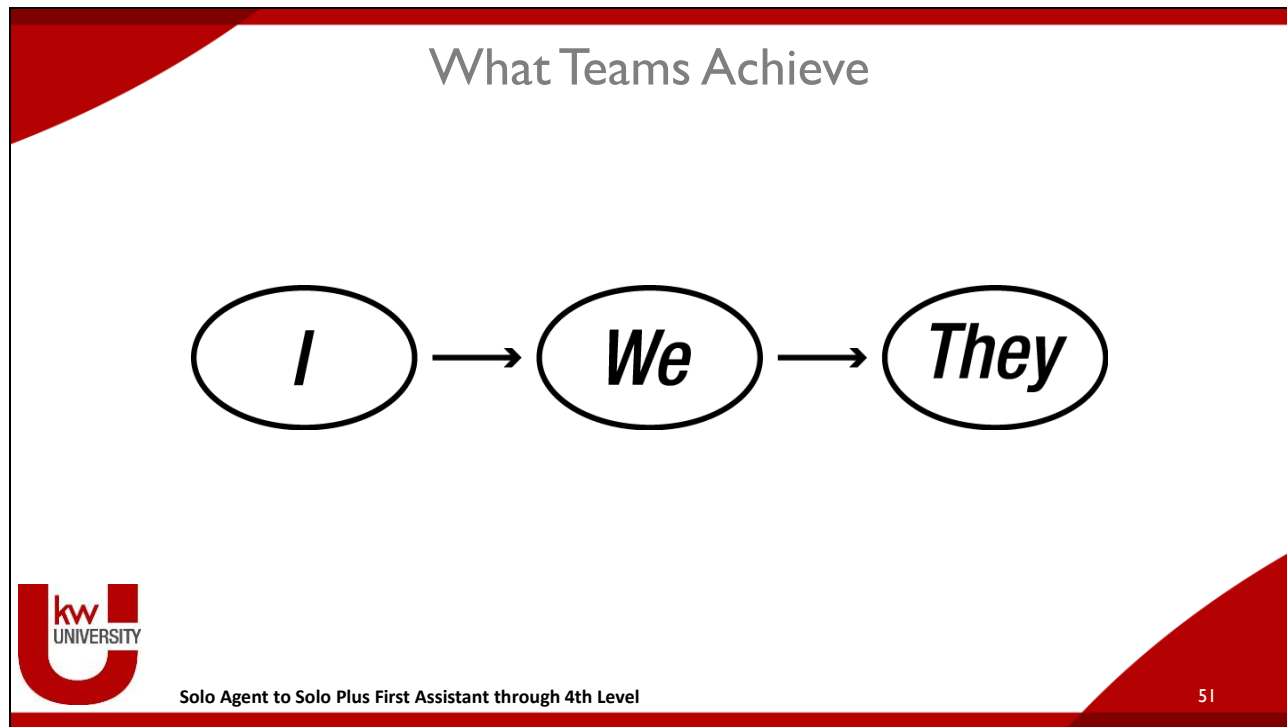 What Teams Achieve
I
We
They
kw
UNIVERSITY
Solo Agent to Solo Plus First Assistant through 4th Level
51